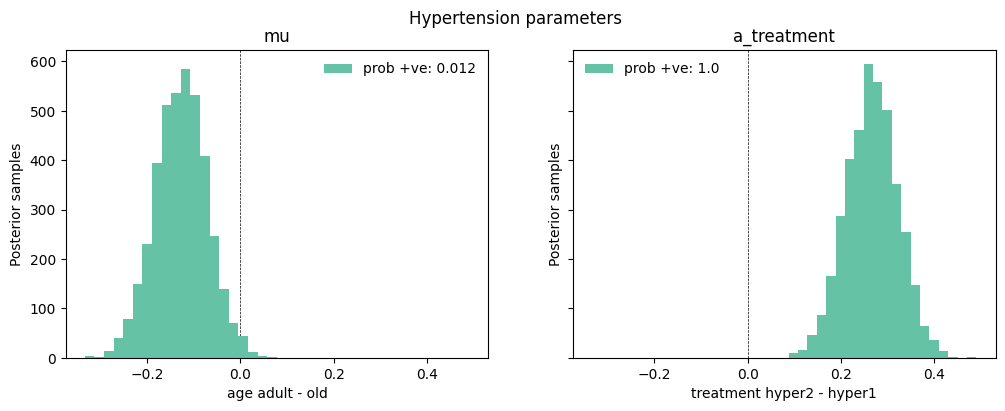 Hypertension parameters
mu
prob +ve: 0.012
Posterior samples
600
500
400
300
200
100
0
−0.2
0.0
0.2
0.4
age adult - old
a_treatment
prob +ve: 1.0
Posterior samples
−0.2
0.0
0.2
0.4
treatment hyper2 - hyper1